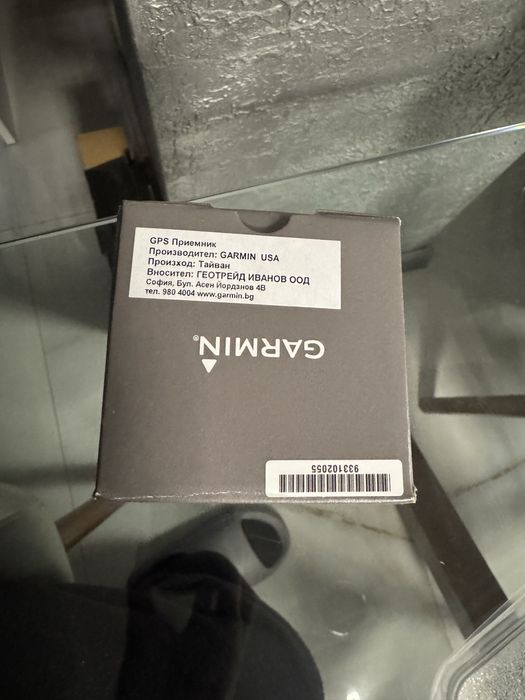 GPS Приемник
Производител: GARMIN USA
Произход: Тайван
Вносител: ГЕОТРЕЙД ИВАНОВ ООД
София, Бул. Асен Йорданов 4В
тел. 980 4004 www.garmin.bg
GARMIN®
933102055